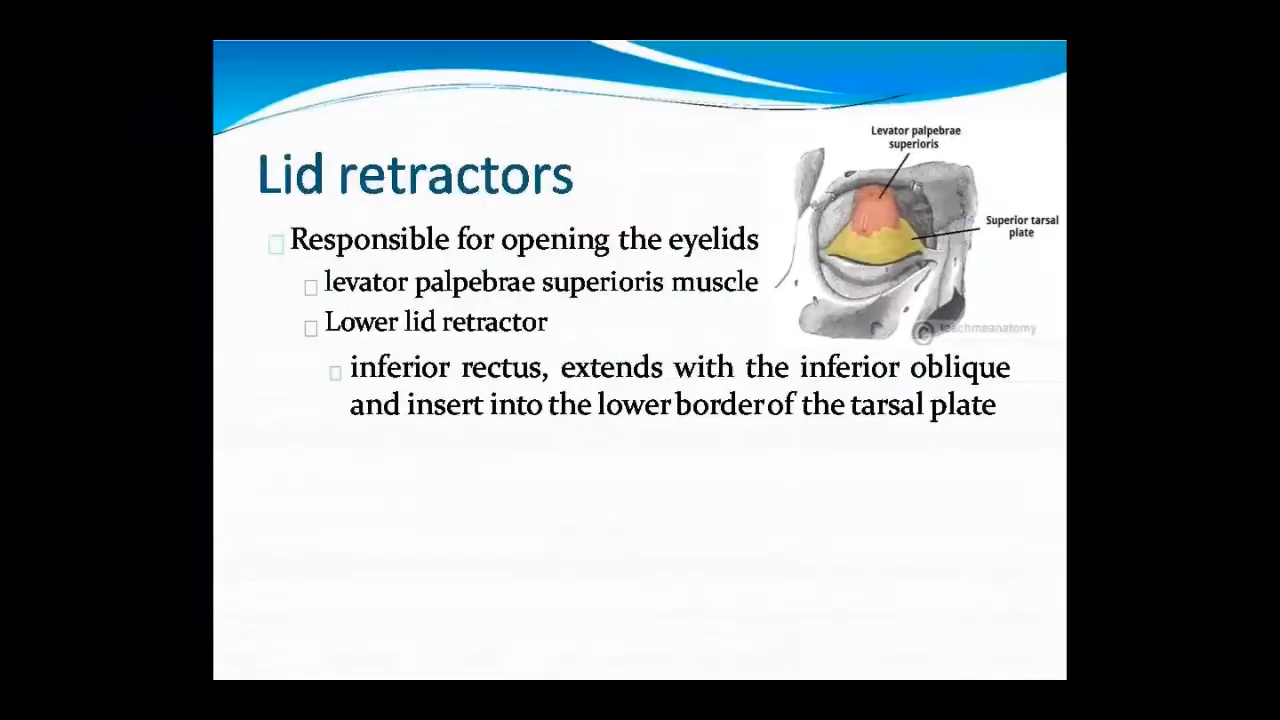 Levator palpebrae
superioris
Lid retractors
Superior tarsal
plate
Responsible for opening the eyelids
levator palpebrae superioris muscle
Lower lid retractor
© teachmeanatomy
inferior rectus, extends with the inferior oblique
and insert into the lower border of the tarsal plate